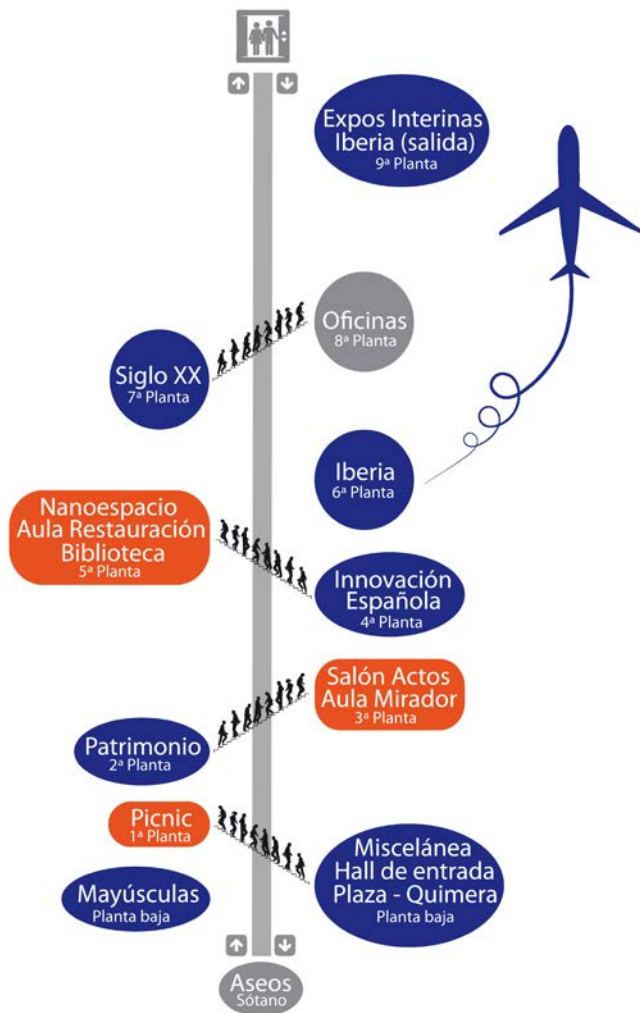 Expos Interinas
Iberia (salida)
9ª Planta
Oficinas
8ª Planta
Siglo XX
7ª Planta
Iberia
6ª Planta
Nanoespacio
Aula Restauración
Biblioteca
5ª Planta
Innovación
Española
4ª Planta
Salón Actos
Aula Mirador
3ª Planta
Patrimonio
2ª Planta
Picnic
1ª Planta
Miscelánea
Hall de entrada
Plaza - Quimera
Planta baja
Mayúsculas
Planta baja
Aseos
Sótano